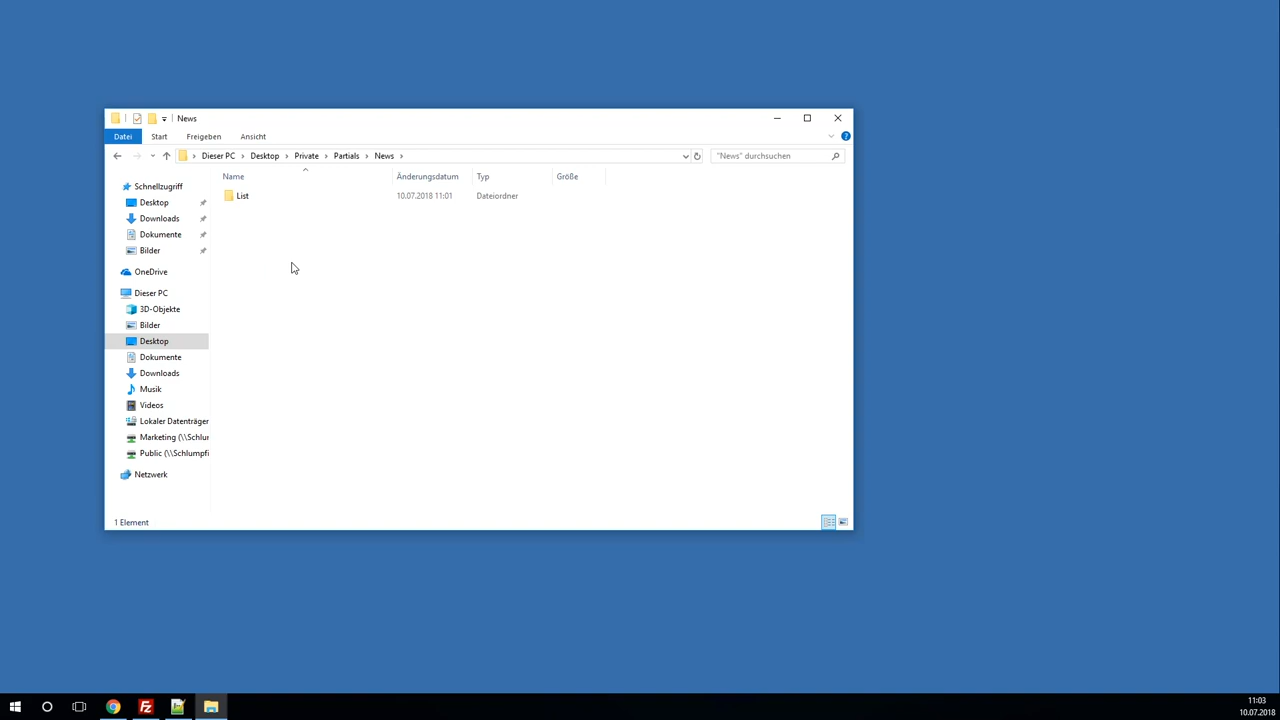 News
Datei Start Freigeben Ansicht
Dieser PC Desktop Private Partials News "News" durchsuchen
Name Änderungsdatum Typ Größe
Schnellzugriff
List 10.07.2018 11:01 Dateiordner
Desktop
Downloads
Dokumente
Bilder
OneDrive
Dieser PC
3D-Objekte
Bilder
Desktop
Dokumente
Downloads
Musik
Videos
Lokaler Datenträger
Marketing (\\Schlur
Public (\\Schlumpfi
Netzwerk
1 Element
11:03
10.07.2018